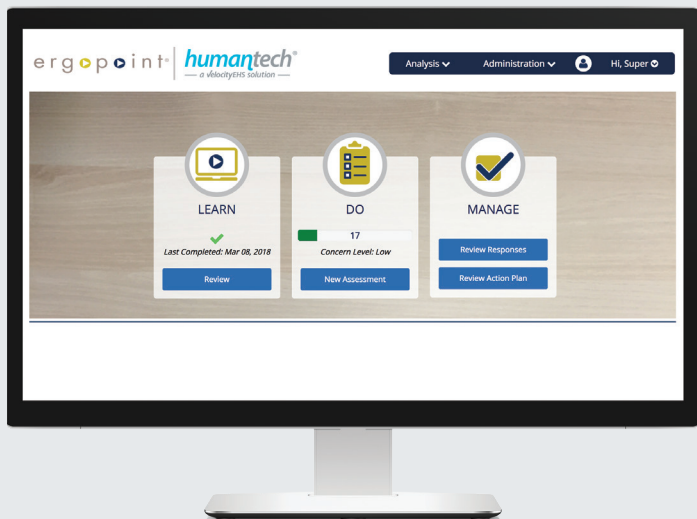 ergopoint®
humantech®
a VelocityEHS solution
Analysis
Administration
Hi, Super
LEARN
Last Completed: Mar 08, 2018
Review
DO
17
Concern Level: Low
New Assessment
MANAGE
Review Responses
Review Action Plan